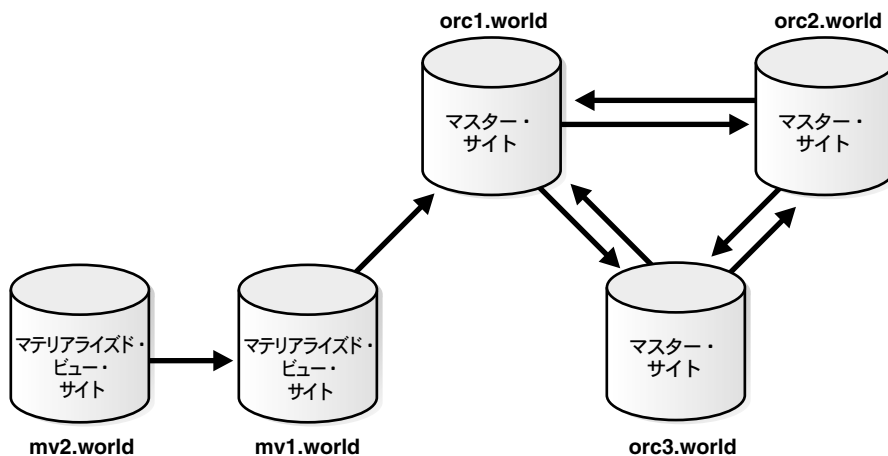 orc1.world
orc2.world
マスター・
サイト
マスター・
サイト
マテリアライズド・
ビュー・
サイト
マテリアライズド・
ビュー・
サイト
マスター・
サイト
mv2.world
mv1.world
orc3.world